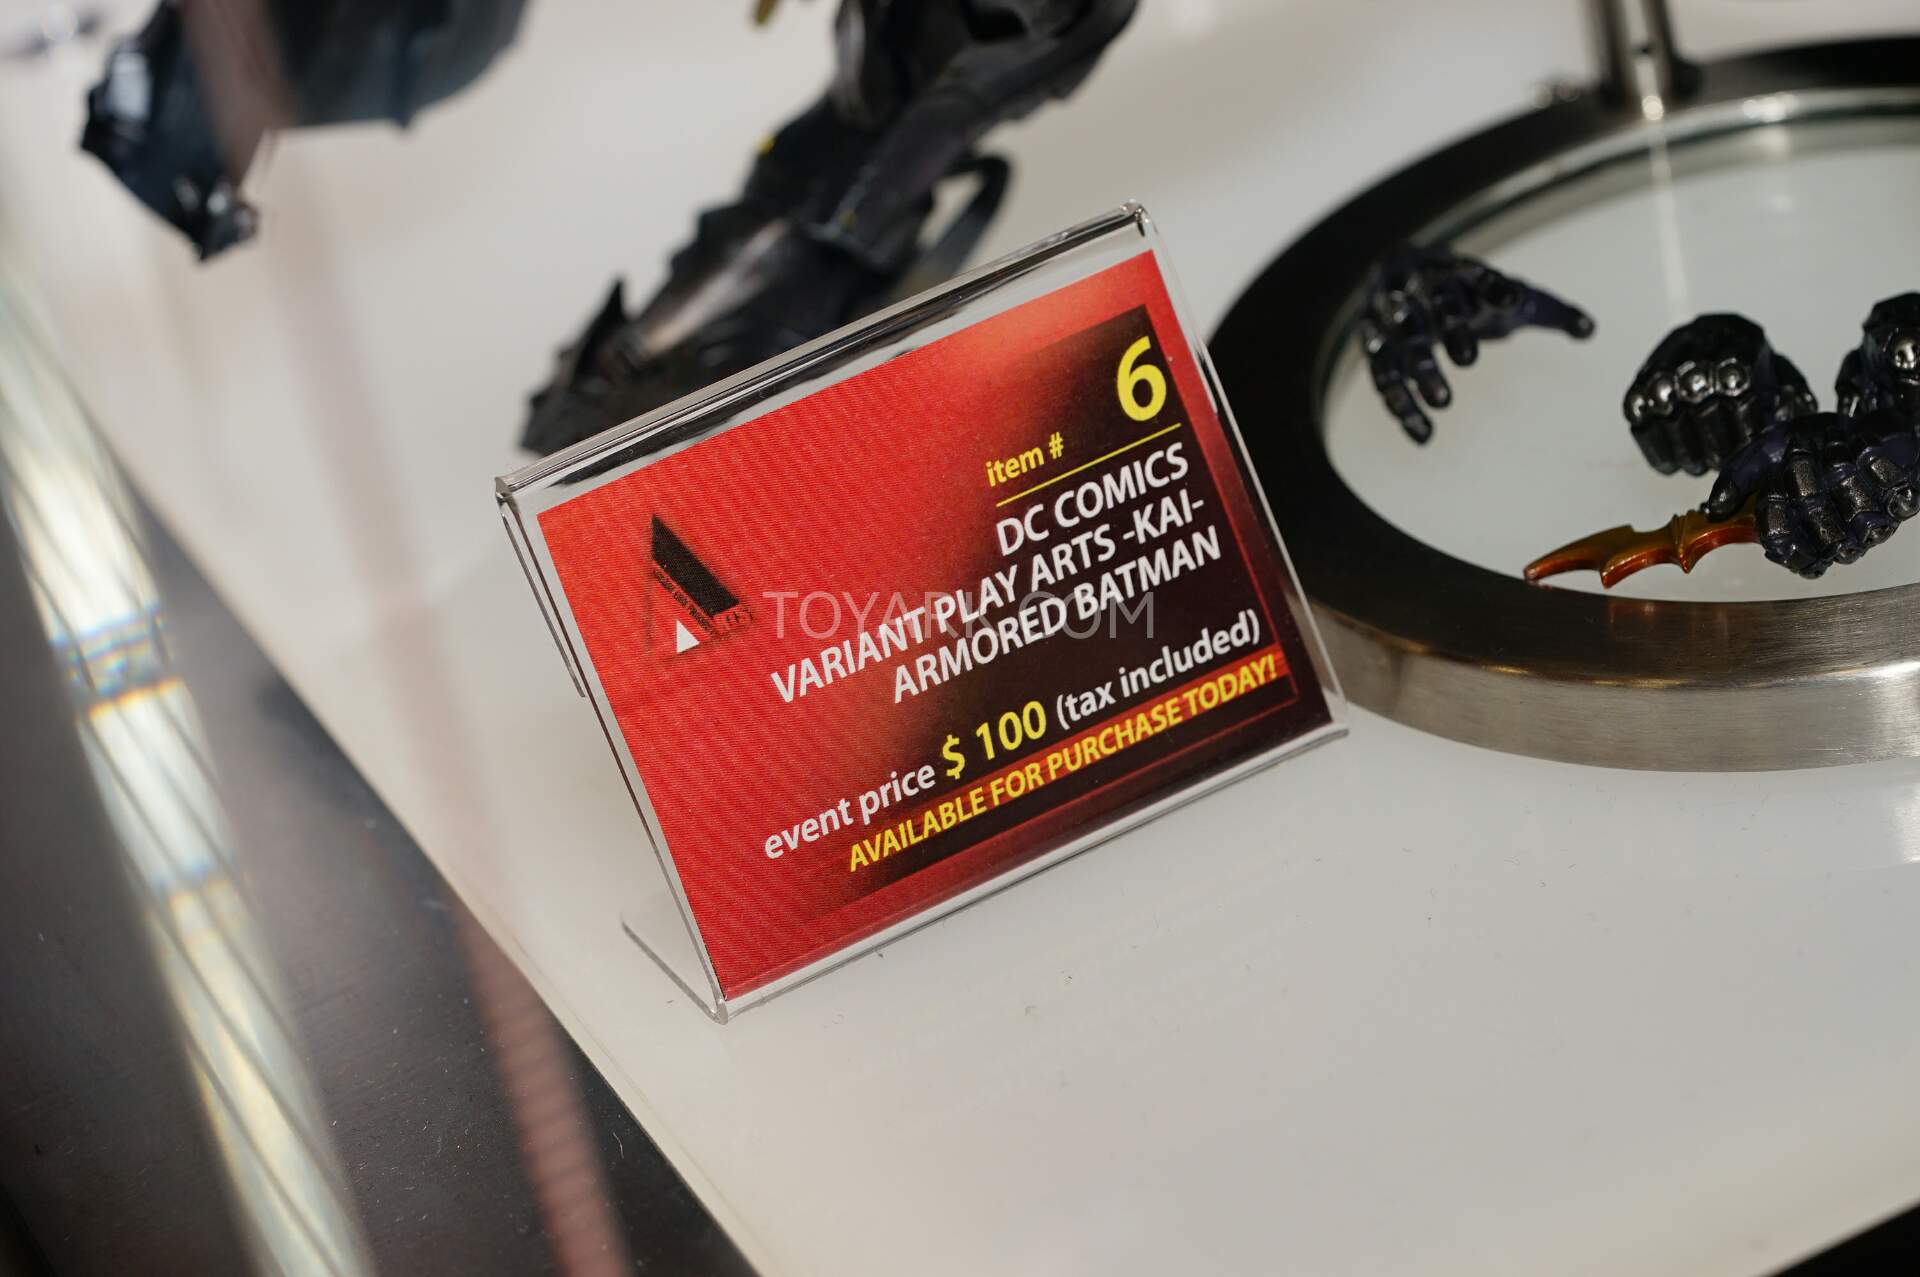 item # 6
DC COMICS
VARIANT PLAY ARTS -KAI-
ARMORED BATMAN
event price $ 100 (tax included)
AVAILABLE FOR PURCHASE TODAY!
TOYARK.COM